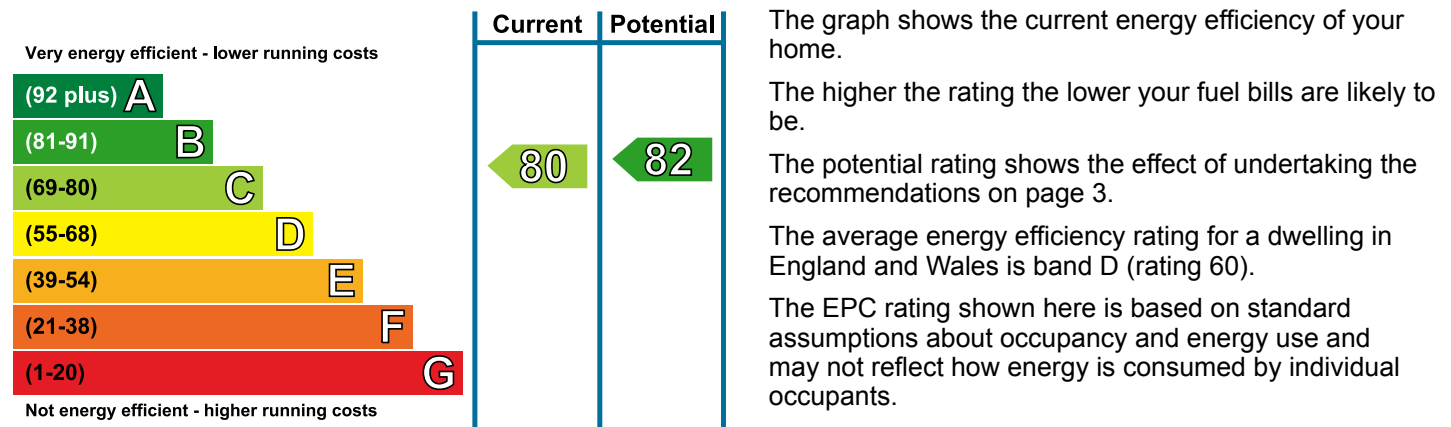 Current Potential
Very energy efficient - lower running costs
(92 plus) A
(81-91) B
(69-80) C
(55-68) D
(39-54) E
(21-38) F
(1-20) G
Not energy efficient - higher running costs
80 82
The graph shows the current energy efficiency of your
home.
The higher the rating the lower your fuel bills are likely to
be.
The potential rating shows the effect of undertaking the
recommendations on page 3.
The average energy efficiency rating for a dwelling in
England and Wales is band D (rating 60).
The EPC rating shown here is based on standard
assumptions about occupancy and energy use and
may not reflect how energy is consumed by individual
occupants.